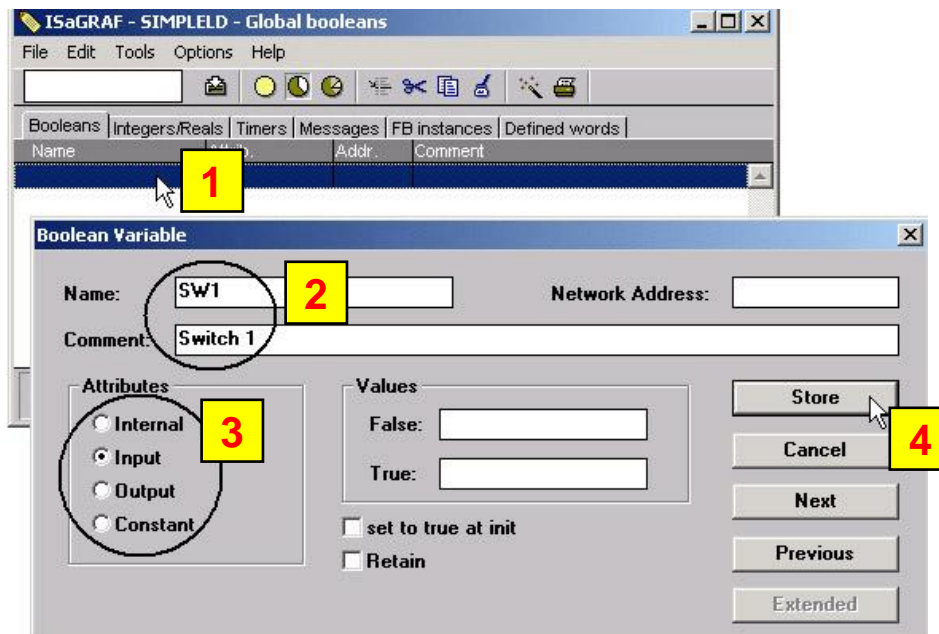 ISaGRAF - SIMPLELD - Global booleans
File Edit Tools Options Help
Booleans Integers/Reals Timers Messages FB instances Defined words
Name Attrib. Addr. Comment
1
Boolean Variable
Name: SW1 2 Network Address:
Comment: Switch 1
Attributes Values Store
Internal 3 False: 4
Input Cancel
True:
Output Next
Constant set to true at init
Retain Previous
Extended